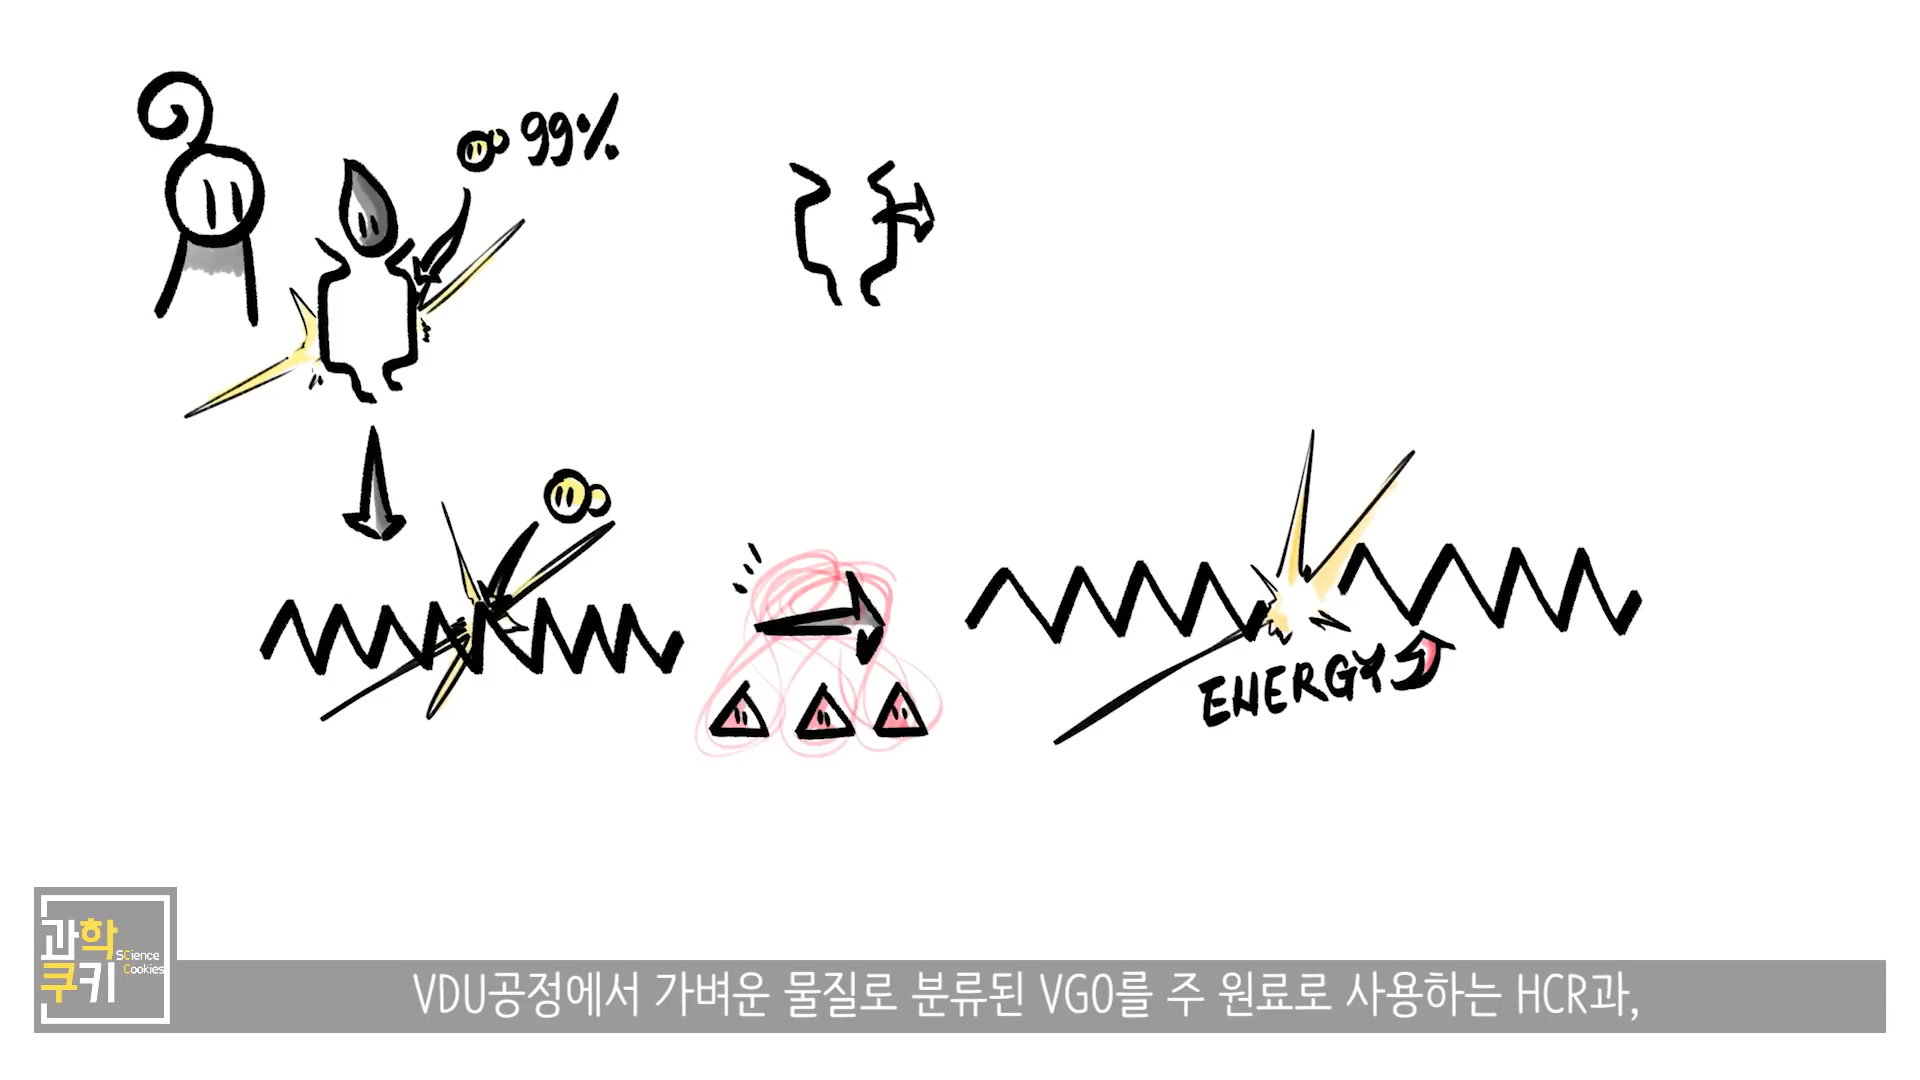 99%
ENERGY
과학
쿠키
SCience
Cookies
VDU공정에서 가벼운 물질로 분류된 VGO를 주 원료로 사용하는 HCR과,